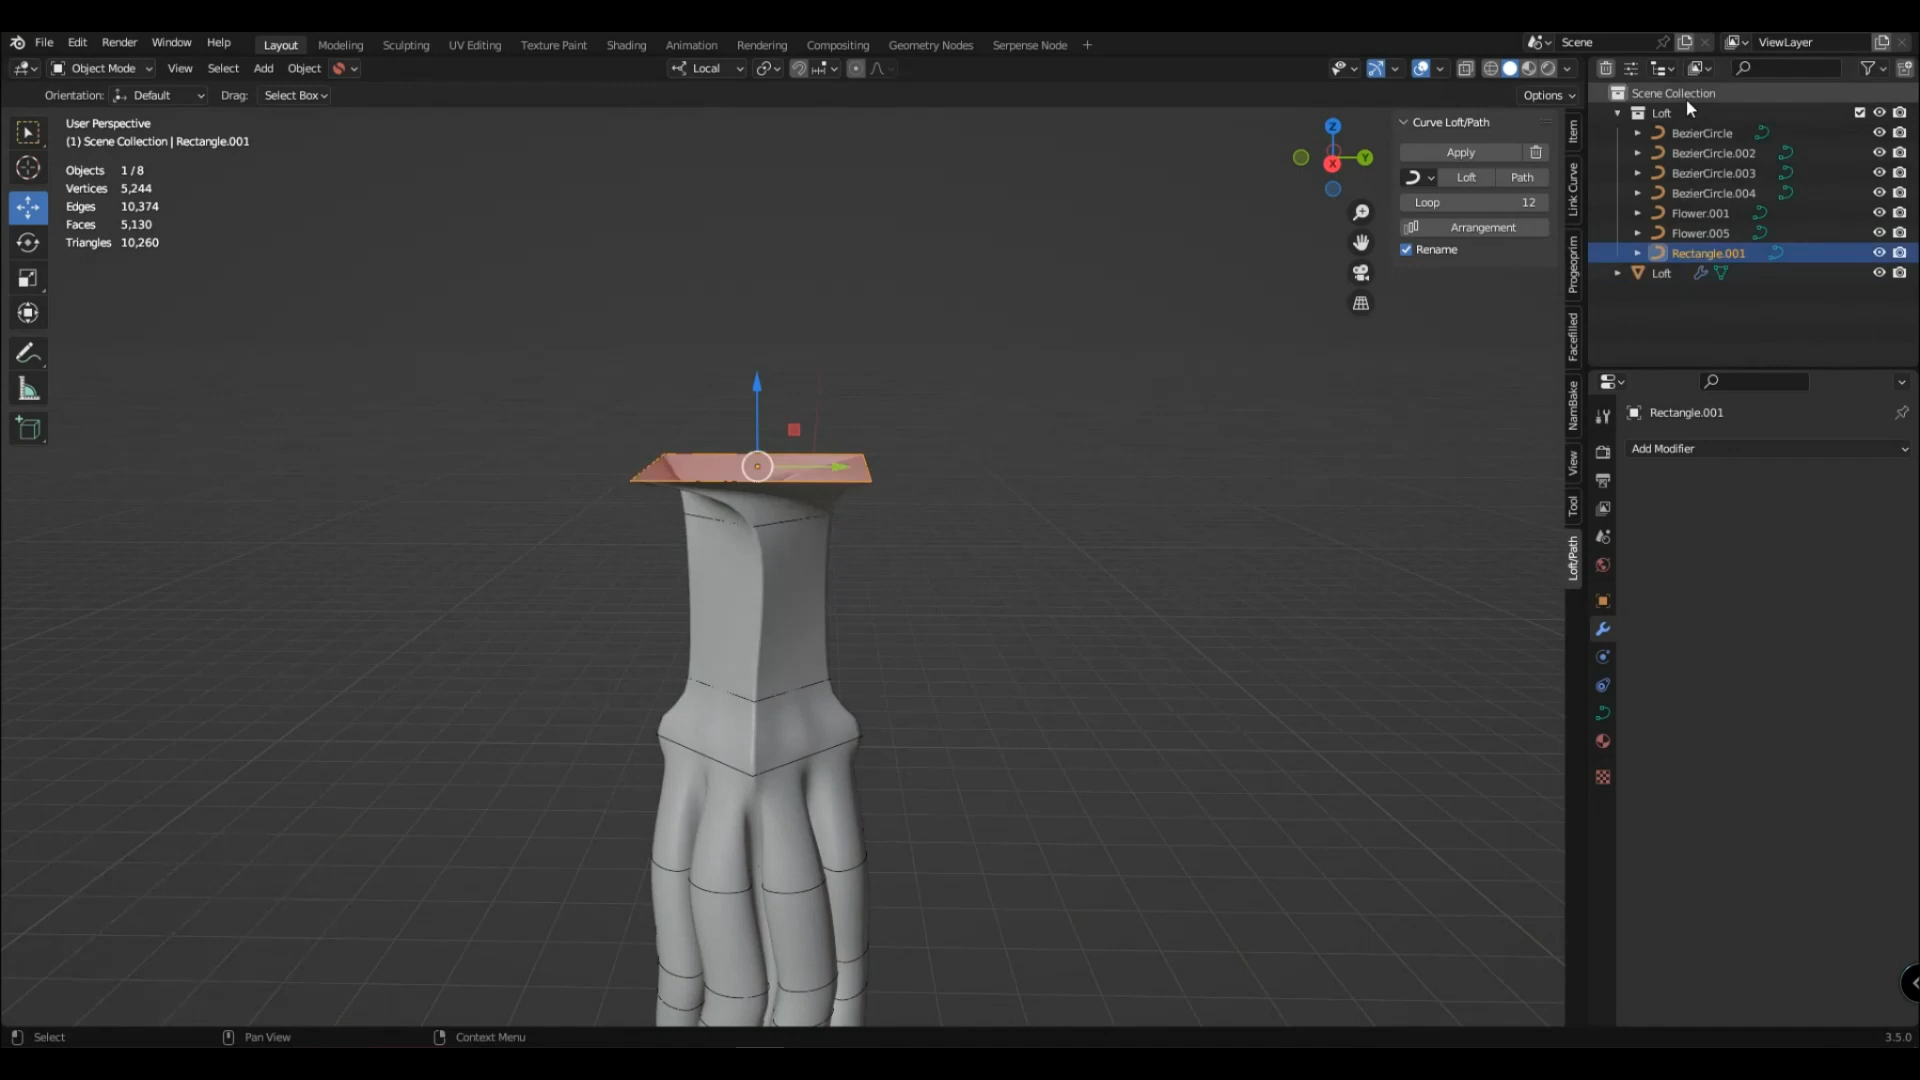 File Edit Render Window Help Layout Modeling Sculpting UV Editing Texture Paint Shading Animation Rendering Compositing Geometry Nodes Serpense Node + Scene ViewLayer
Object Mode View Select Add Object Local
Orientation: Default Drag: Select Box Options
User Perspective
(1) Scene Collection | Rectangle.001
Objects 1 / 8
Vertices 5,244
Edges 10,374
Faces 5,130
Triangles 10,260
Z
Y
X
Curve Loft/Path
Apply
Loft Path
Loop 12
Arrangement
Rename
Item
Link Curve
Progeoprim
Facefilled
NamBake
View
Tool
Loft/Path
Scene Collection
Loft
BezierCircle
BezierCircle.002
BezierCircle.003
BezierCircle.004
Flower.001
Flower.005
Rectangle.001
Loft
Rectangle.001
Add Modifier
Select Pan View Context Menu 3.5.0